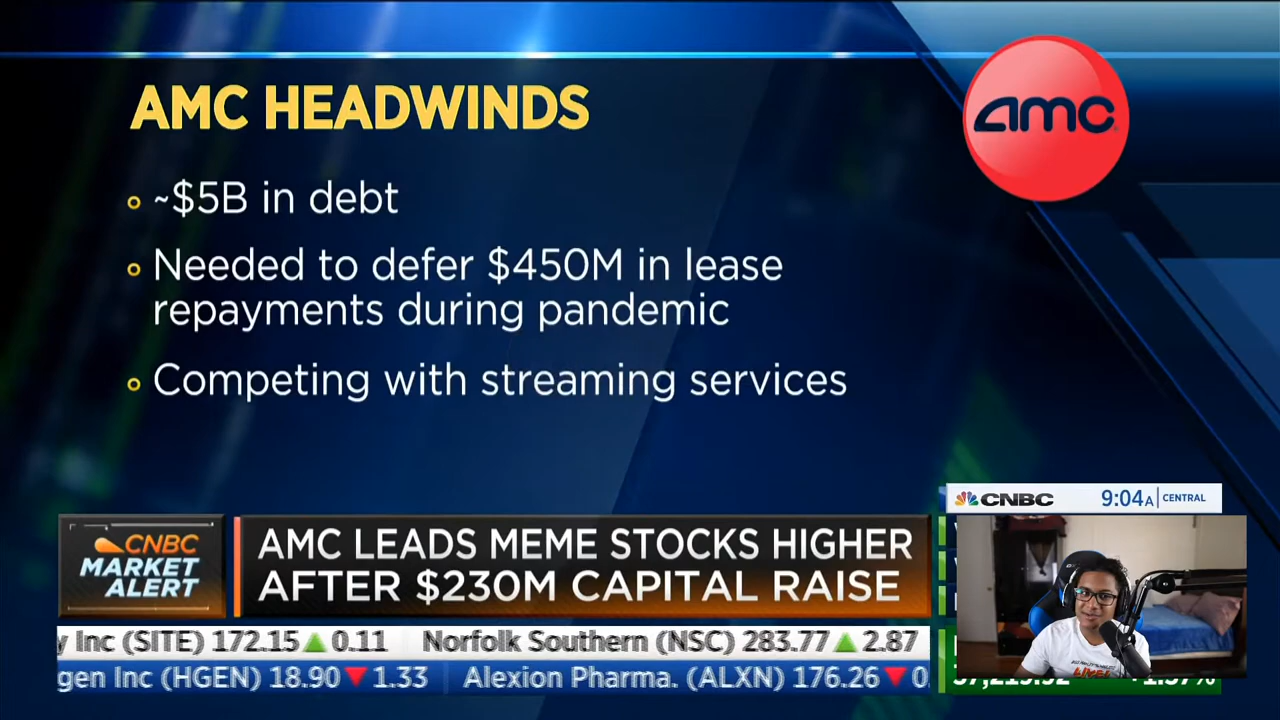 AMC HEADWINDS
amc
~$5B in debt
Needed to defer $450M in lease
repayments during pandemic
Competing with streaming services
CNBC 9:04A CENTRAL
CNBC
MARKET
ALERT
AMC LEADS MEME STOCKS HIGHER
AFTER $230M CAPITAL RAISE
y Inc (SITE) 172.15 ▲ 0.11 Norfolk Southern (NSC) 283.77 ▲ 2.87
gen Inc (HGEN) 18.90 ▼ 1.33 Alexion Pharma. (ALXN) 176.26 ▼ 0